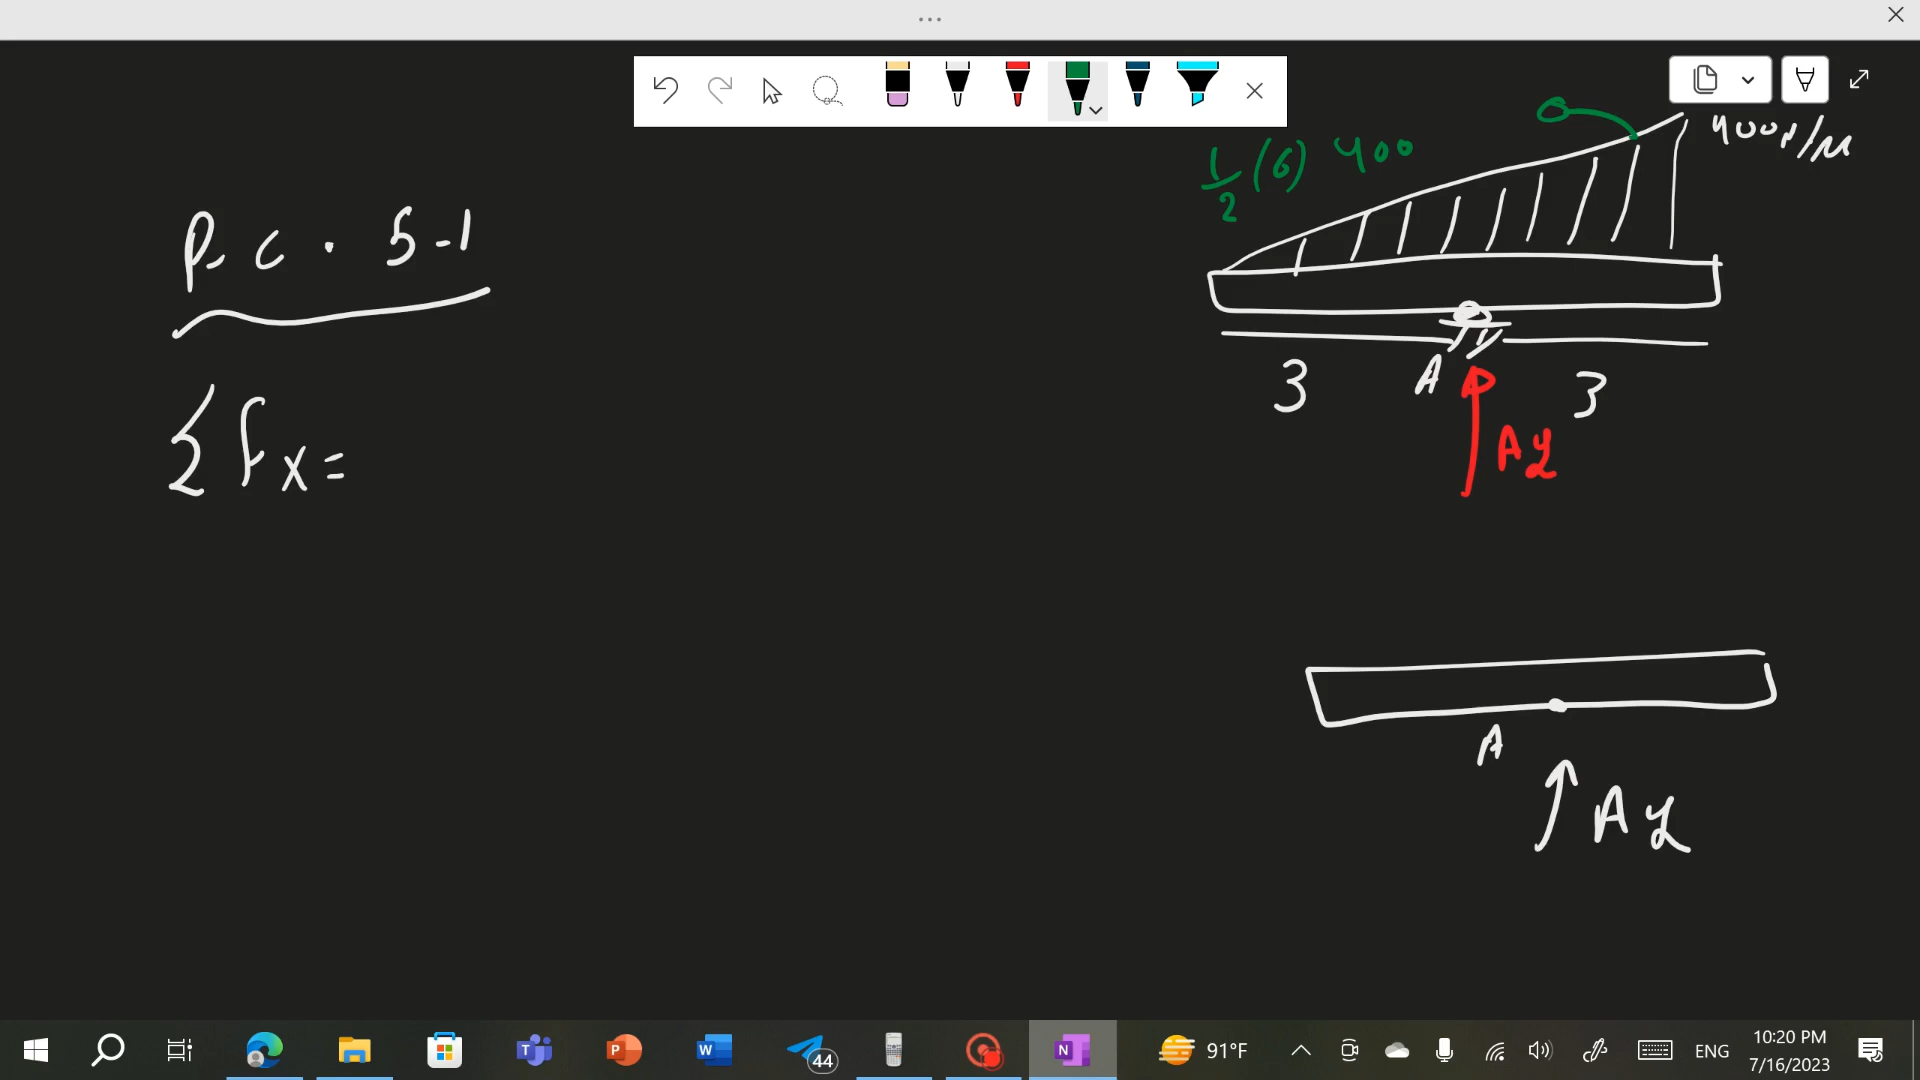 P. C. 5-1
ΣFx=
1/2 (6) 400
400N/M
3
A
3
Ay
A
Ay
44
91°F
ENG
10:20 PM
7/16/2023